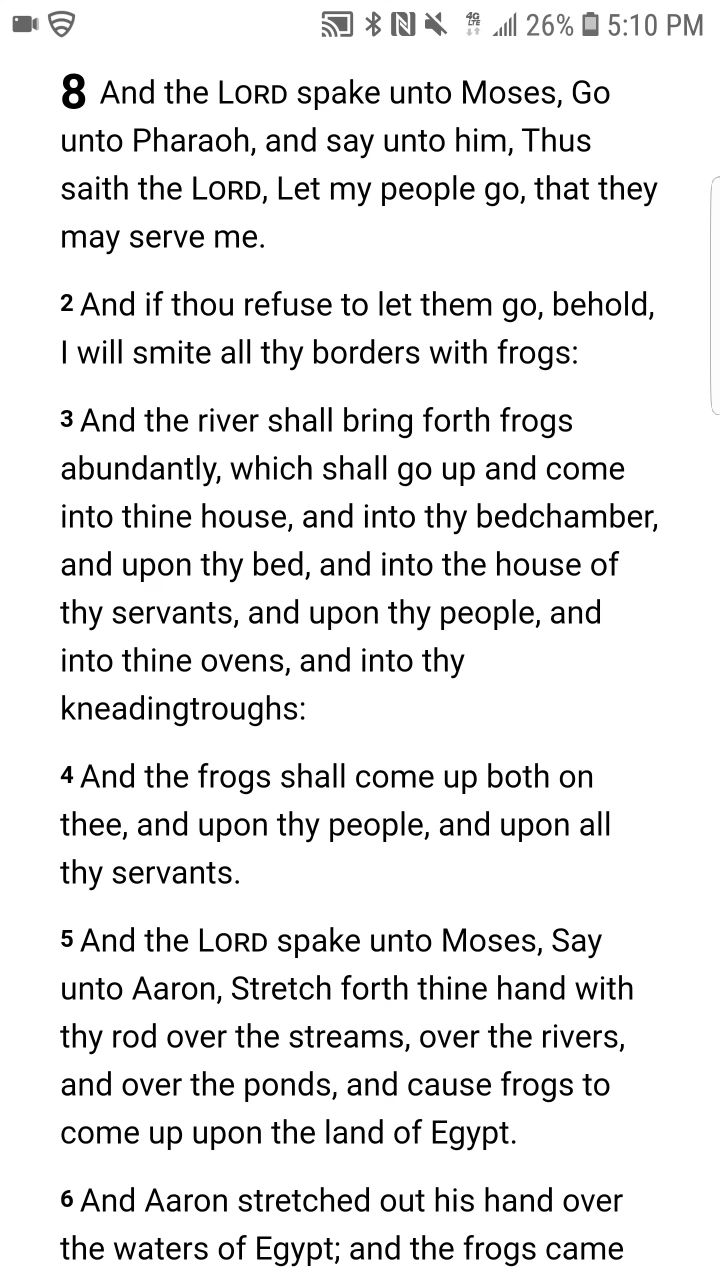 4G
LTE
26%
5:10 PM
8 And the LORD spake unto Moses, Go
unto Pharaoh, and say unto him, Thus
saith the LORD, Let my people go, that they
may serve me.
2 And if thou refuse to let them go, behold,
I will smite all thy borders with frogs:
3 And the river shall bring forth frogs
abundantly, which shall go up and come
into thine house, and into thy bedchamber,
and upon thy bed, and into the house of
thy servants, and upon thy people, and
into thine ovens, and into thy
kneadingtroughs:
4 And the frogs shall come up both on
thee, and upon thy people, and upon all
thy servants.
5 And the LORD spake unto Moses, Say
unto Aaron, Stretch forth thine hand with
thy rod over the streams, over the rivers,
and over the ponds, and cause frogs to
come up upon the land of Egypt.
6 And Aaron stretched out his hand over
the waters of Egypt; and the frogs came